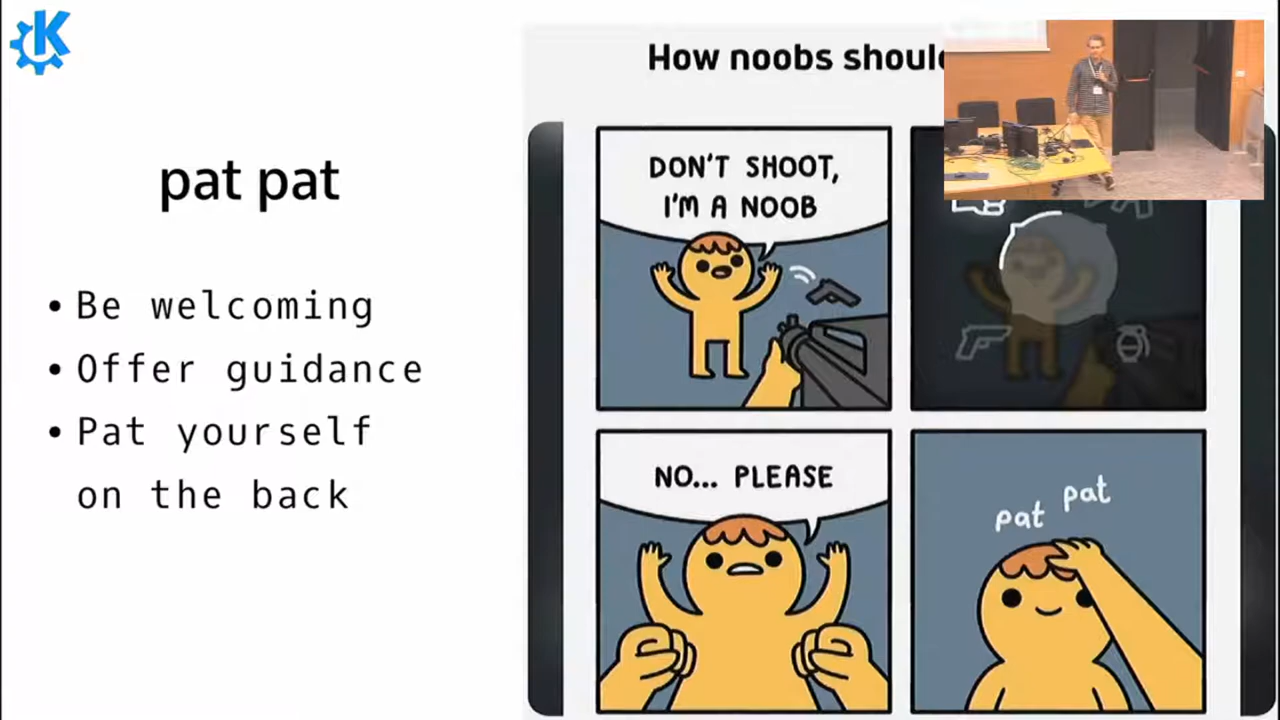 K
pat pat
• Be welcoming
• Offer guidance
• Pat yourself
on the back
How noobs should
DON'T SHOOT,
I'M A NOOB
NO... PLEASE
pat pat